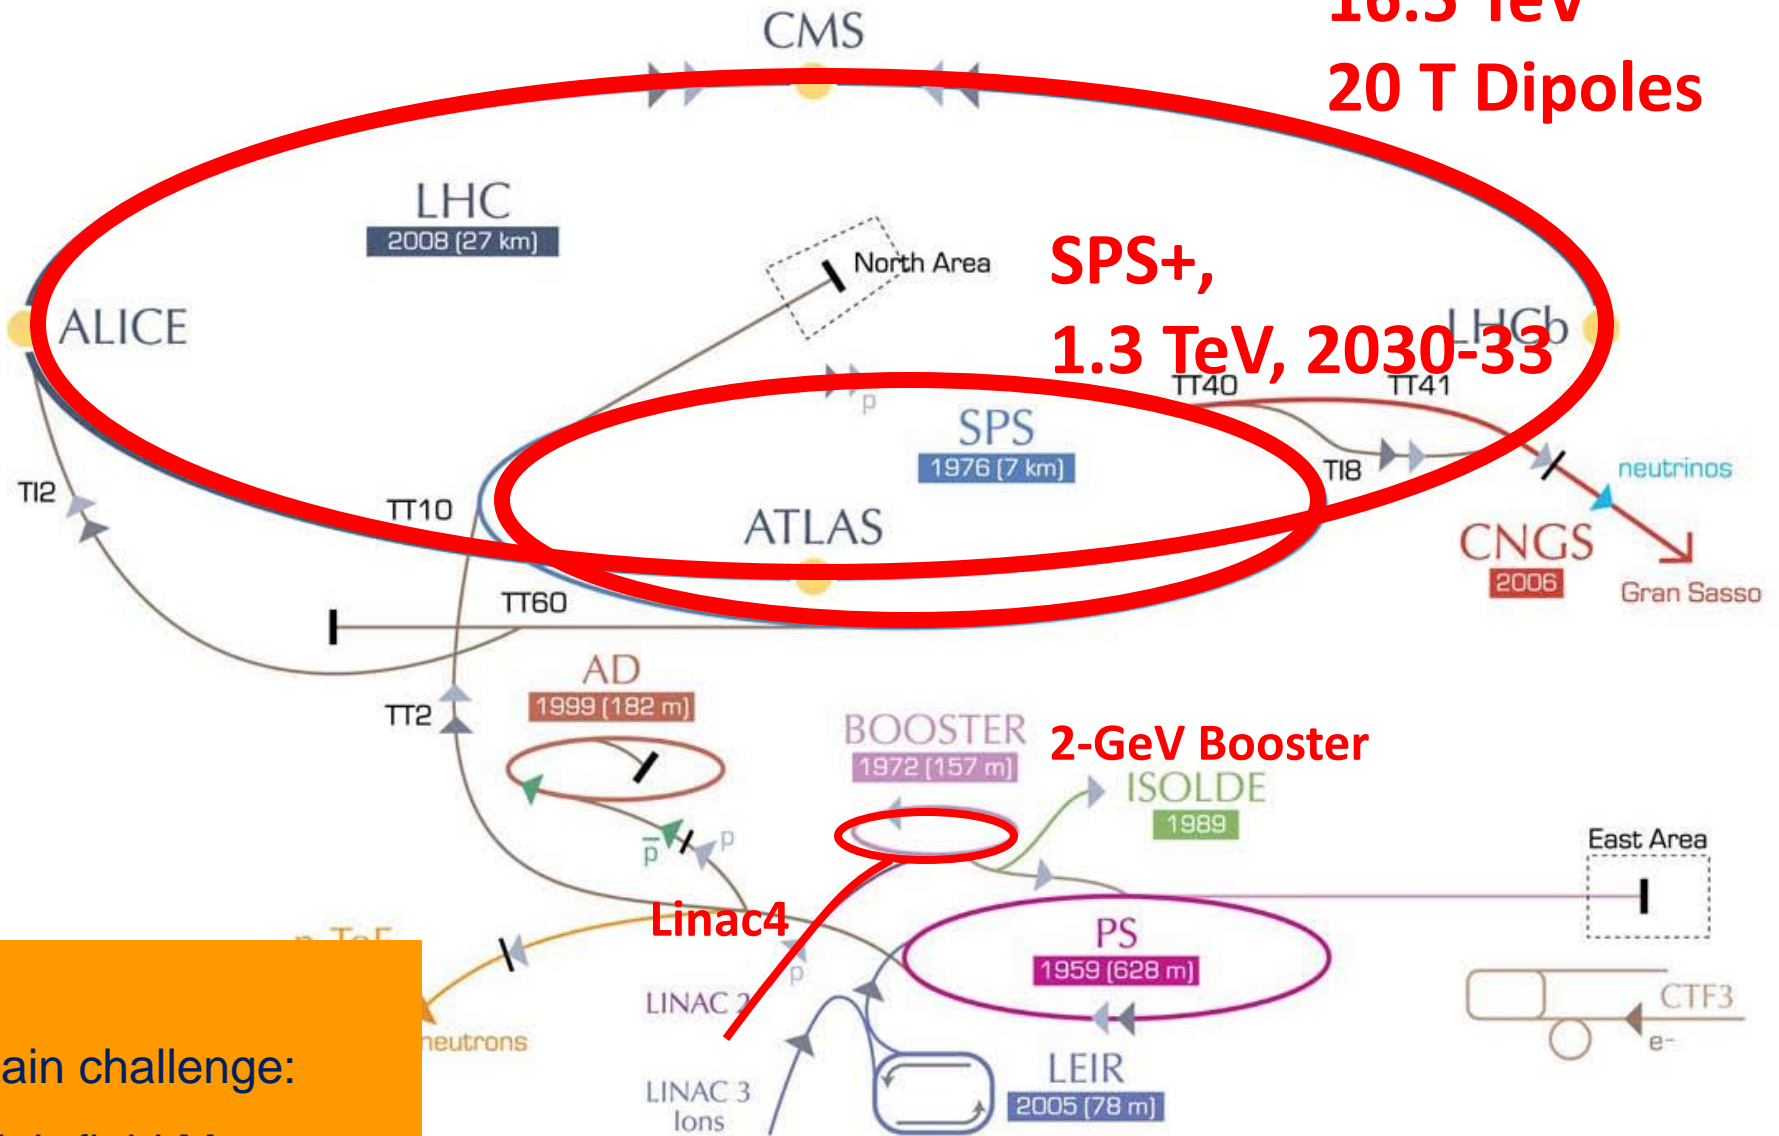 16.5 TeV
CMS
20 T Dipoles
LHC
2008 (27 km)
North Area
SPS+,
ALICE
LHCb
1.3 TeV, 2030-33
TT40
TT41
p
SPS
1976 (7 km)
TI8
neutrinos
TI2
TT10
ATLAS
CNGS
2006
Gran Sasso
TT60
AD
1999 (182 m)
TT2
BOOSTER
2-GeV Booster
1972 (157 m)
ISOLDE
1989
p
p̄
East Area
Linac4
PS
1959 (628 m)
p
LINAC 2
CTF3
neutrons
e-
ain challenge:
LEIR
2005 (78 m)
LINAC 3
Ions